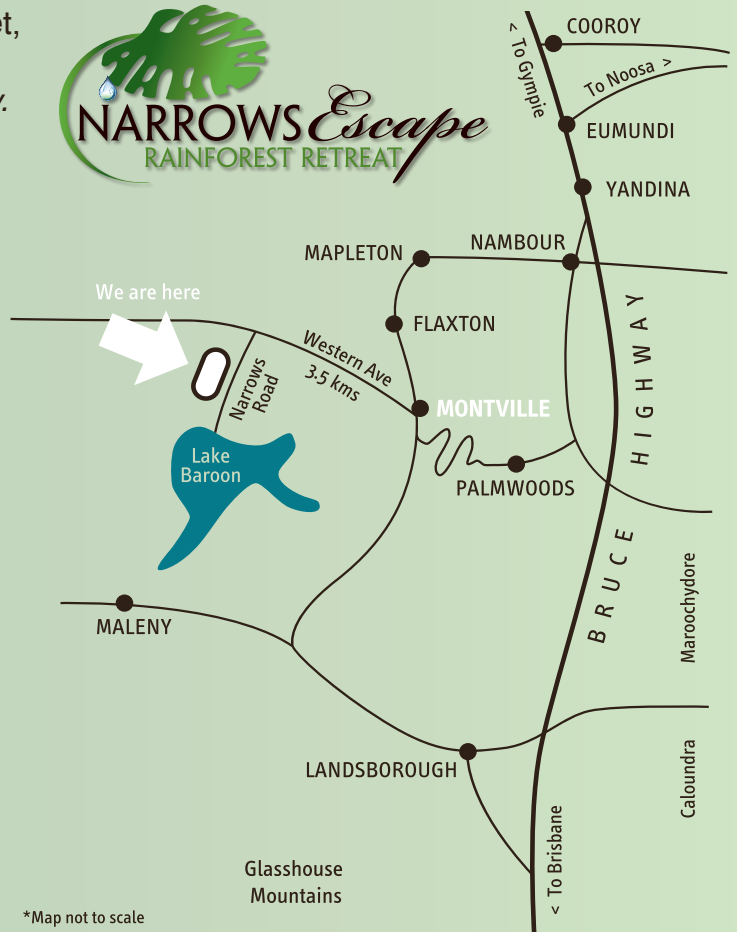 et,
y.
NARROWS Escape
RAINFOREST RETREAT
< To Gympie
COOROY
To Noosa >
EUMUNDI
YANDINA
NAMBOUR
MAPLETON
We are here
FLAXTON
Western Ave
3.5 kms
Narrows
Road
MONTVILLE
BRUCE HIGHWAY
Lake
Baroon
PALMWOODS
Maroochydore
MALENY
LANDSBOROUGH
Caloundra
< To Brisbane
Glasshouse
Mountains
*Map not to scale